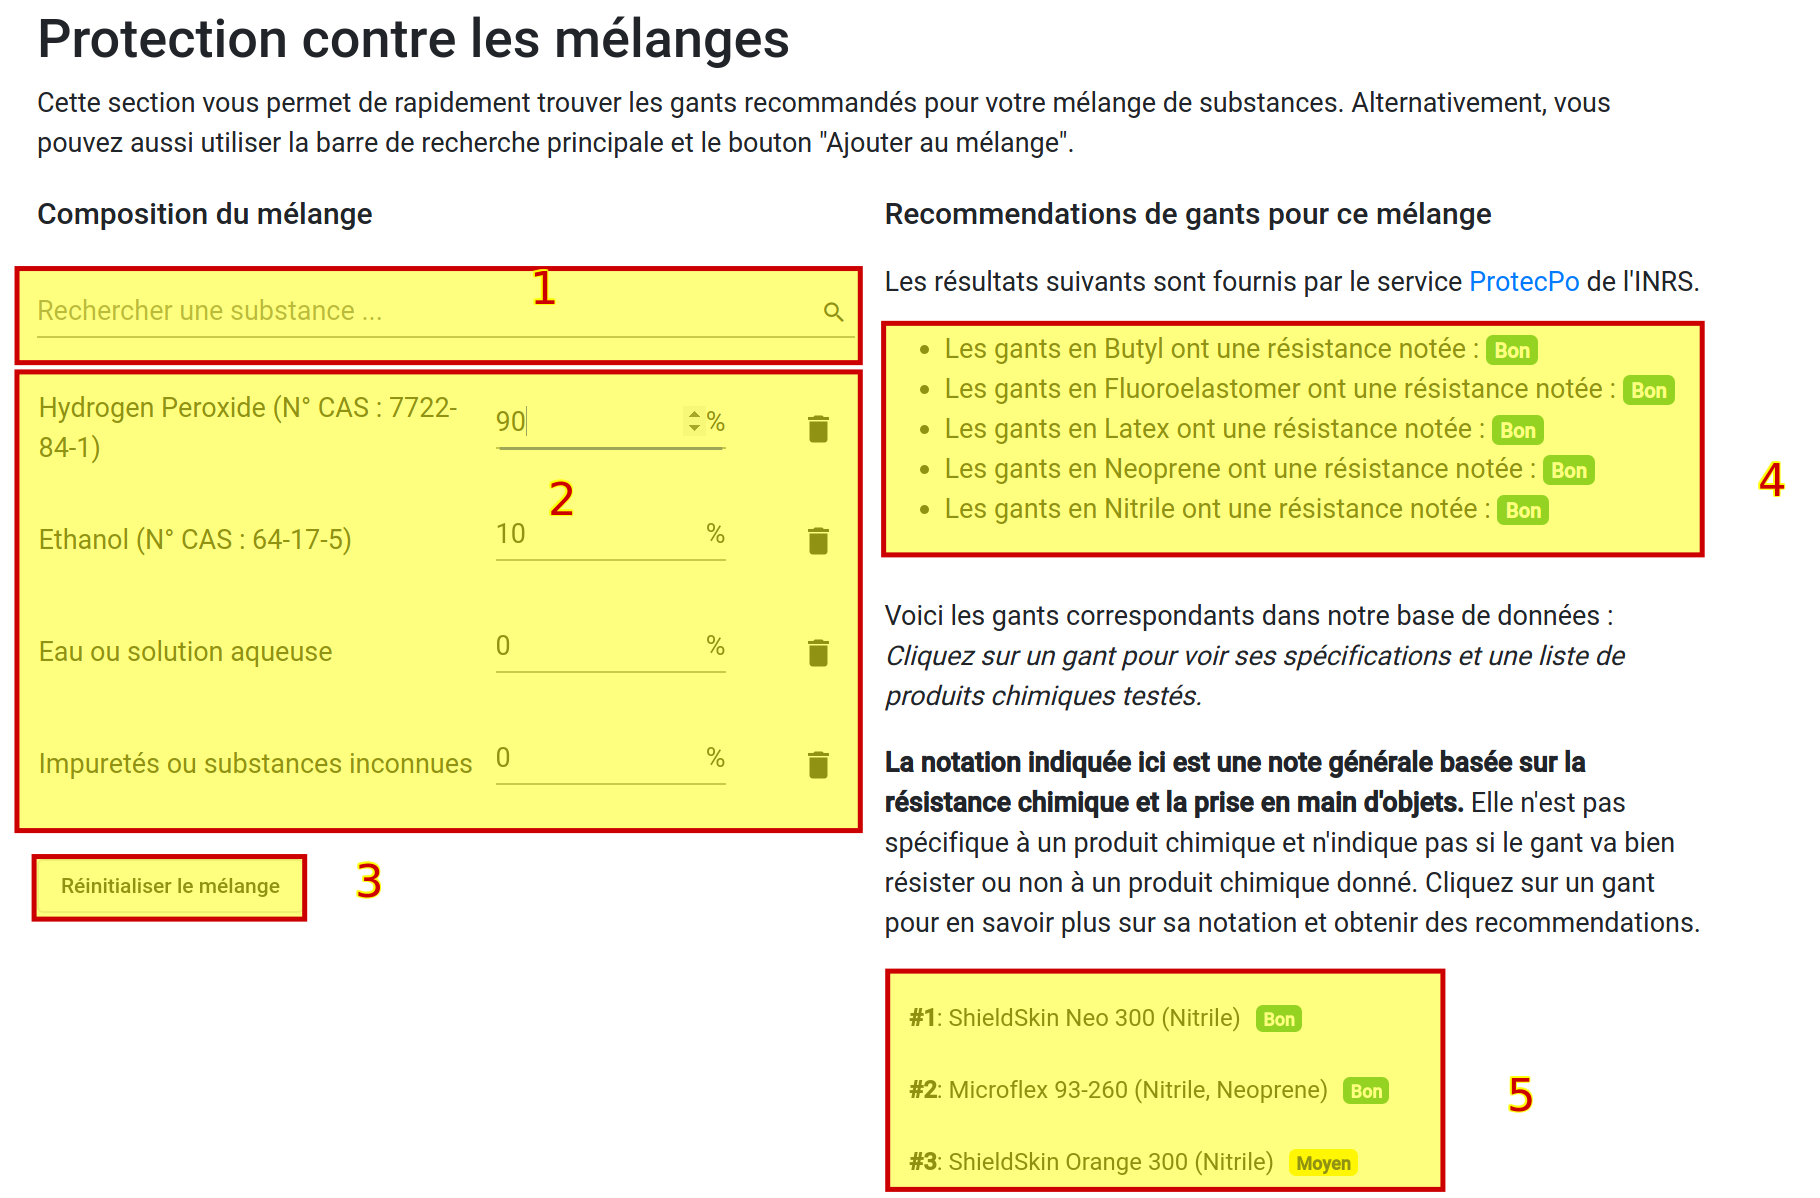 Protection contre les mélanges
Cette section vous permet de rapidement trouver les gants recommandés pour votre mélange de substances. Alternativement, vous
pouvez aussi utiliser la barre de recherche principale et le bouton "Ajouter au mélange".
Composition du mélange
1
Rechercher une substance ...
Hydrogen Peroxide (N° CAS : 7722-
84-1)
90 %
2
Ethanol (N° CAS : 64-17-5) 10 %
Eau ou solution aqueuse 0 %
Impuretés ou substances inconnues 0 %
Réinitialiser le mélange
3
Recommendations de gants pour ce mélange
Les résultats suivants sont fournis par le service ProtecPo de l'INRS.
• Les gants en Butyl ont une résistance notée : Bon
• Les gants en Fluoroelastomer ont une résistance notée : Bon
• Les gants en Latex ont une résistance notée : Bon
• Les gants en Neoprene ont une résistance notée : Bon
• Les gants en Nitrile ont une résistance notée : Bon
4
Voici les gants correspondants dans notre base de données :
Cliquez sur un gant pour voir ses spécifications et une liste de
produits chimiques testés.
La notation indiquée ici est une note générale basée sur la
résistance chimique et la prise en main d'objets. Elle n'est pas
spécifique à un produit chimique et n'indique pas si le gant va bien
résister ou non à un produit chimique donné. Cliquez sur un gant
pour en savoir plus sur sa notation et obtenir des recommendations.
#1: ShieldSkin Neo 300 (Nitrile) Bon
#2: Microflex 93-260 (Nitrile, Neoprene) Bon
5
#3: ShieldSkin Orange 300 (Nitrile) Moyen